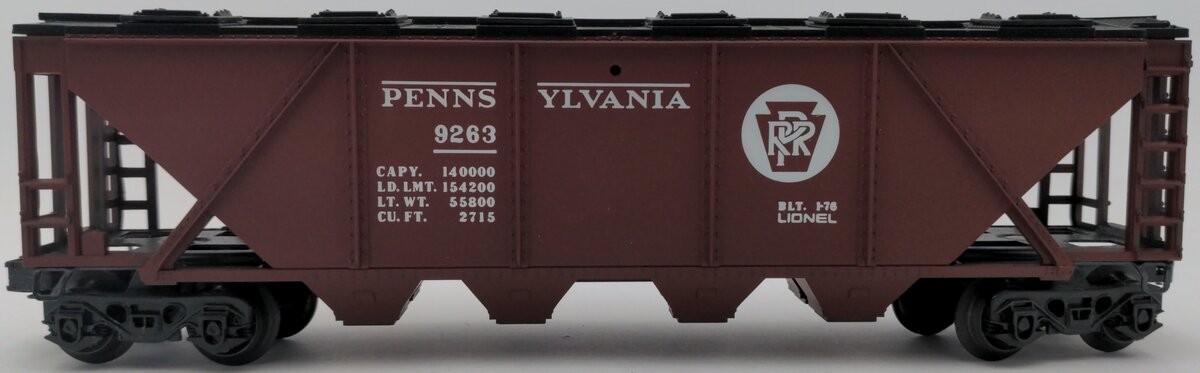 PENNS YLVANIA
9263
CAPY. 140000
LD. LMT. 154200
LT. WT. 55800
CU. FT. 2715
PRR
BLT. 1-76
LIONEL